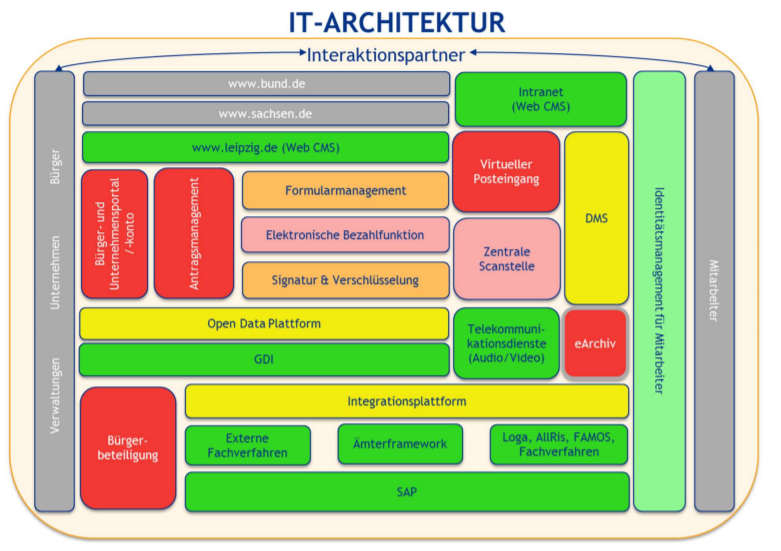 IT-ARCHITEKTUR
Interaktionspartner
Bürger
Unternehmen
Verwaltungen
www.bund.de
www.sachsen.de
www.leipzig.de (Web CMS)
Intranet
(Web CMS)
Bürger- und
Unternehmensportal
/ -konto
Antragsmanagement
Formularmanagement
Elektronische Bezahlfunktion
Signatur & Verschlüsselung
Virtueller
Posteingang
Zentrale
Scanstelle
DMS
Open Data Plattform
GDI
Telekommuni-
kationsdienste
(Audio/Video)
eArchiv
Bürger-
beteiligung
Integrationsplattform
Externe
Fachverfahren
Ämterframework
Loga, AllRis, FAMOS,
Fachverfahren
SAP
Identitätsmanagement für Mitarbeiter
Mitarbeiter